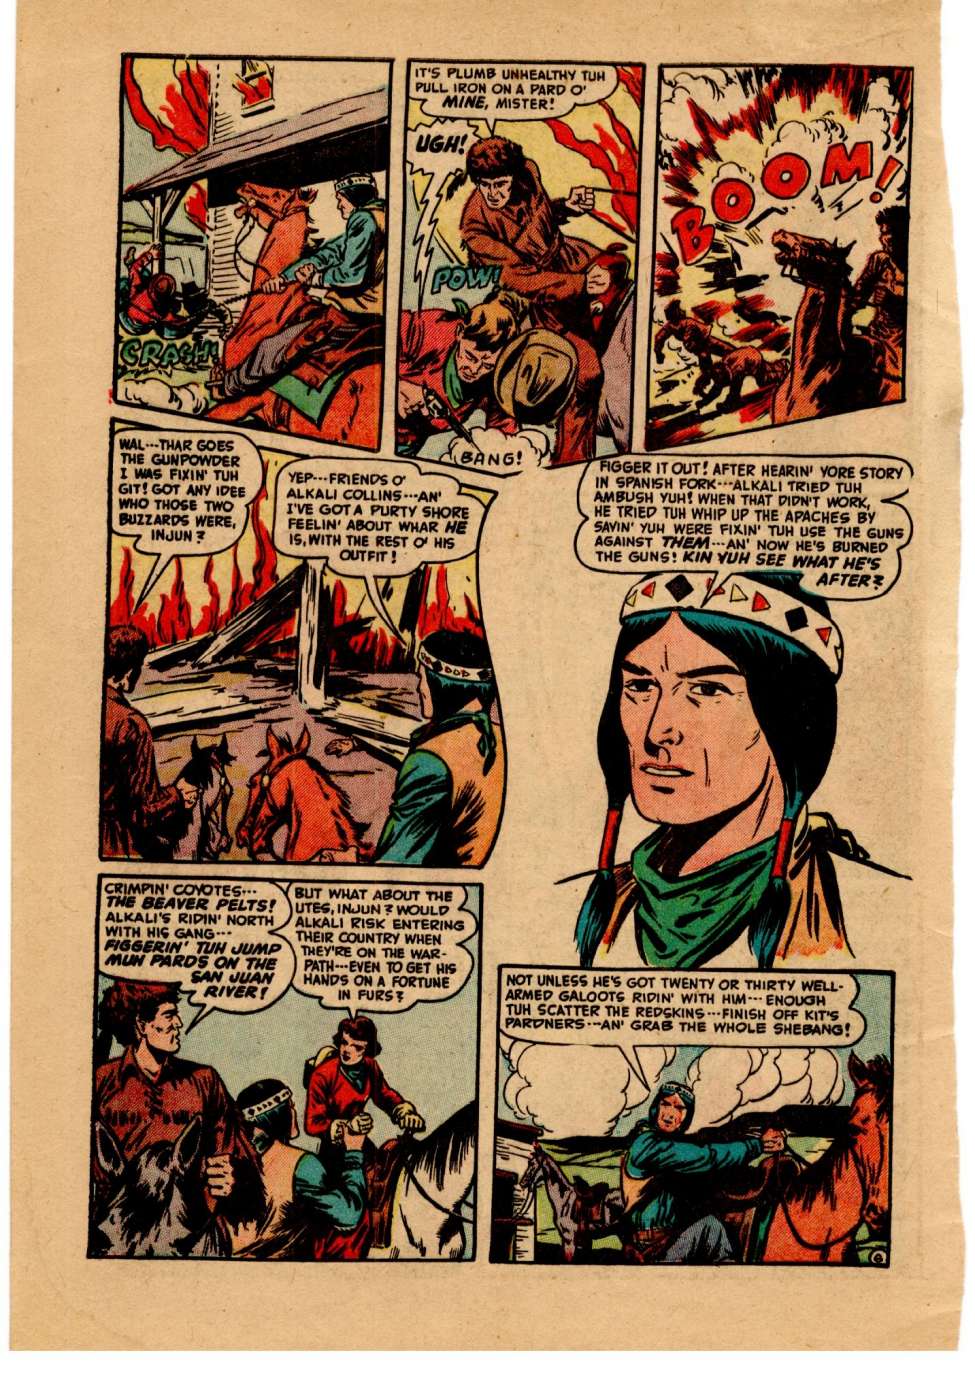 CRASH!
IT'S PLUMB UNHEALTHY TUH
PULL IRON ON A PARD O'
MINE, MISTER!
UGH!
POW!
BANG!
BOOM!
WAL---THAR GOES
THE GUNPOWDER
I WAS FIXIN' TUH
GIT! GOT ANY IDEE
WHO THOSE TWO
BUZZARDS WERE,
INJUN?
YEP---FRIENDS O'
ALKALI COLLINS---AN'
I'VE GOT A PURTY SHORE
FEELIN' ABOUT WHAR HE
IS, WITH THE REST O' HIS
OUTFIT!
FIGGER IT OUT! AFTER HEARIN' YORE STORY
IN SPANISH FORK---ALKALI TRIED TUH
AMBUSH YUH! WHEN THAT DIDN'T WORK,
HE TRIED TUH WHIP UP THE APACHES BY
SAYIN' YUH WERE FIXIN' TUH USE THE GUNS
AGAINST THEM---AN' NOW HE'S BURNED
THE GUNS! KIN YUH SEE WHAT HE'S
AFTER?
CRIMPIN' COYOTES---
THE BEAVER PELTS!
ALKALI'S RIDIN' NORTH
WITH HIS GANG---
FIGGERIN' TUH JUMP
MUH PARDS ON THE
SAN JUAN
RIVER!
BUT WHAT ABOUT THE
UTES, INJUN? WOULD
ALKALI RISK ENTERING
THEIR COUNTRY WHEN
THEY'RE ON THE WAR-
PATH---EVEN TO GET HIS
HANDS ON A FORTUNE
IN FURS?
NOT UNLESS HE'S GOT TWENTY OR THIRTY WELL-
ARMED GALOOTS RIDIN' WITH HIM---ENOUGH
TUH SCATTER THE REDSKINS---FINISH OFF KIT'S
PARDNERS---AN' GRAB THE WHOLE SHEBANG!